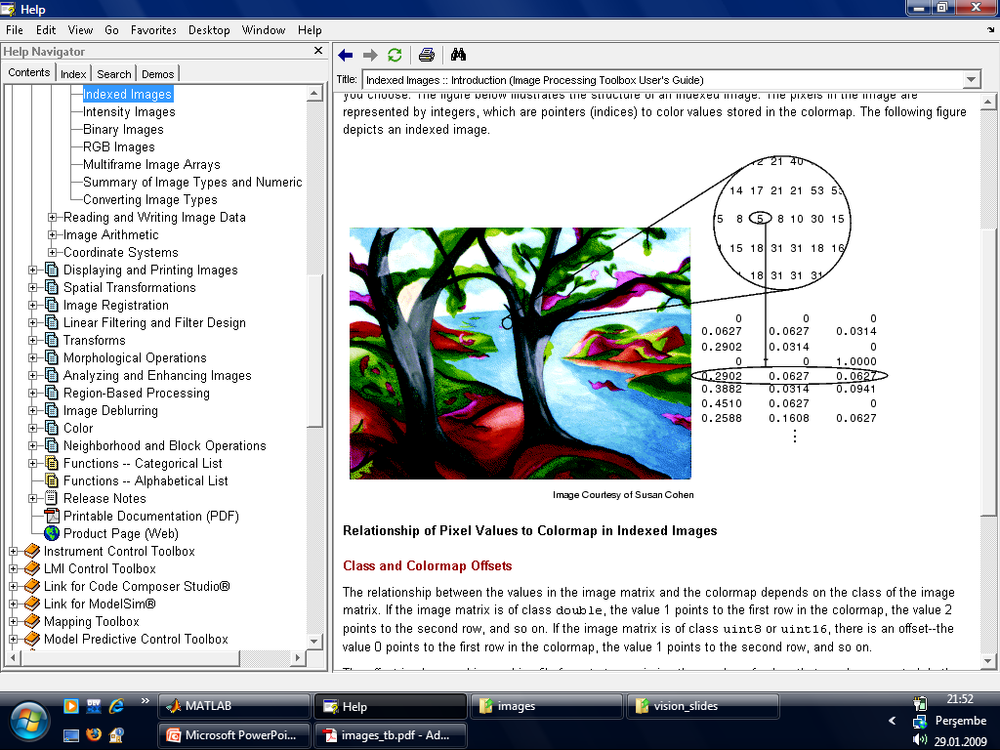 Help
File Edit View Go Favorites Desktop Window Help
Help Navigator
Contents Index Search Demos
Indexed Images
Intensity Images
Binary Images
RGB Images
Multiframe Image Arrays
Summary of Image Types and Numeric
Converting Image Types
Reading and Writing Image Data
Image Arithmetic
Coordinate Systems
Displaying and Printing Images
Spatial Transformations
Image Registration
Linear Filtering and Filter Design
Transforms
Morphological Operations
Analyzing and Enhancing Images
Region-Based Processing
Image Deblurring
Color
Neighborhood and Block Operations
Functions -- Categorical List
Functions -- Alphabetical List
Release Notes
Printable Documentation (PDF)
Product Page (Web)
Instrument Control Toolbox
LMI Control Toolbox
Link for Code Composer Studio®
Link for ModelSim®
Mapping Toolbox
Model Predictive Control Toolbox
Title: Indexed Images :: Introduction (Image Processing Toolbox User's Guide)
you choose. The figure below illustrates the structure of an indexed image. The pixels in the image are
represented by integers, which are pointers (indices) to color values stored in the colormap. The following figure
depicts an indexed image.
21 40
14 17 21 21 53
8 5 8 10 30 15
15 18 31 31 18 16
18 31 31 31
0 0 0
0.0627 0.0627 0.0314
0.2902 0.0314 0
0 0 1.0000
0.2902 0.0627 0.0627
0.3882 0.0314 0.0941
0.4510 0.0627 0
0.2588 0.1608 0.0627
Image Courtesy of Susan Cohen
Relationship of Pixel Values to Colormap in Indexed Images
Class and Colormap Offsets
The relationship between the values in the image matrix and the colormap depends on the class of the image
matrix. If the image matrix is of class double, the value 1 points to the first row in the colormap, the value 2
points to the second row, and so on. If the image matrix is of class uint8 or uint16, there is an offset--the
value 0 points to the first row in the colormap, the value 1 points to the second row, and so on.
MATLAB
Help
images
vision_slides
Microsoft PowerPoi...
images_tb.pdf - Ad...
21:52
Perşembe
29.01.2009